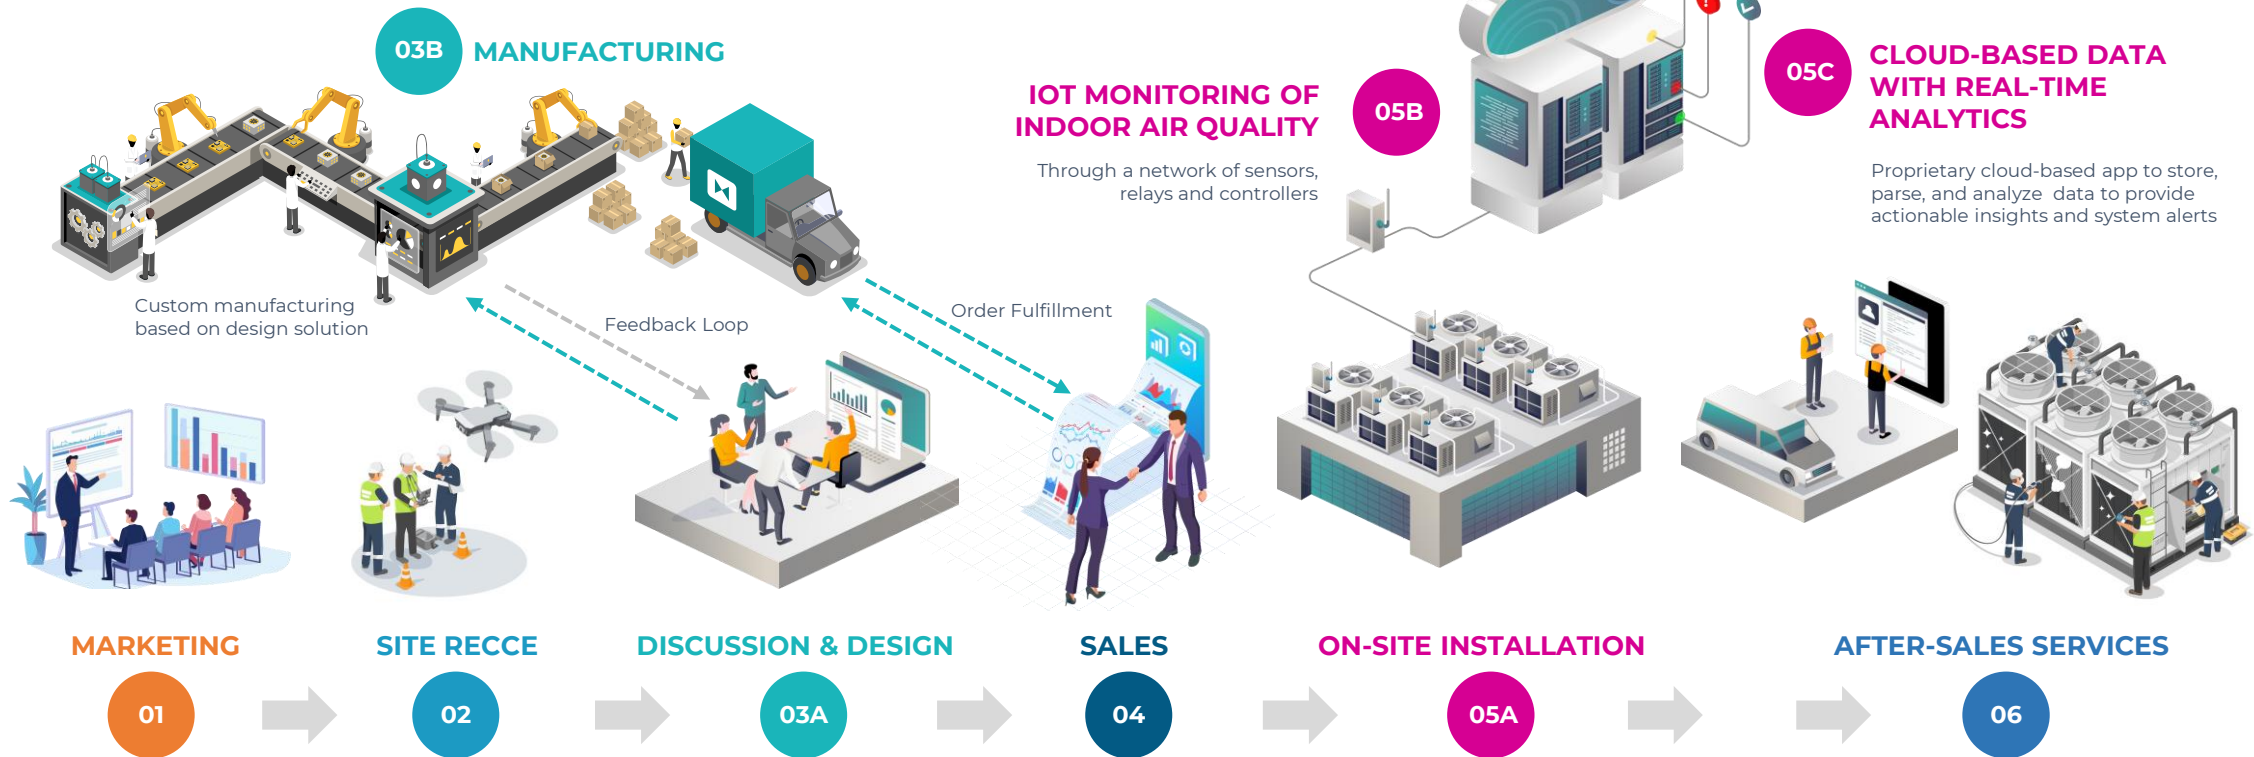 03B
MANUFACTURING
Custom manufacturing
based on design solution
Feedback Loop
Order Fulfillment
IOT MONITORING OF
INDOOR AIR QUALITY
05B
Through a network of sensors,
relays and controllers
05C
CLOUD-BASED DATA
WITH REAL-TIME
ANALYTICS
Proprietary cloud-based app to store,
parse, and analyze  data to provide
actionable insights and system alerts
MARKETING
01
SITE RECCE
02
DISCUSSION & DESIGN
03A
SALES
04
ON-SITE INSTALLATION
05A
AFTER-SALES SERVICES
06